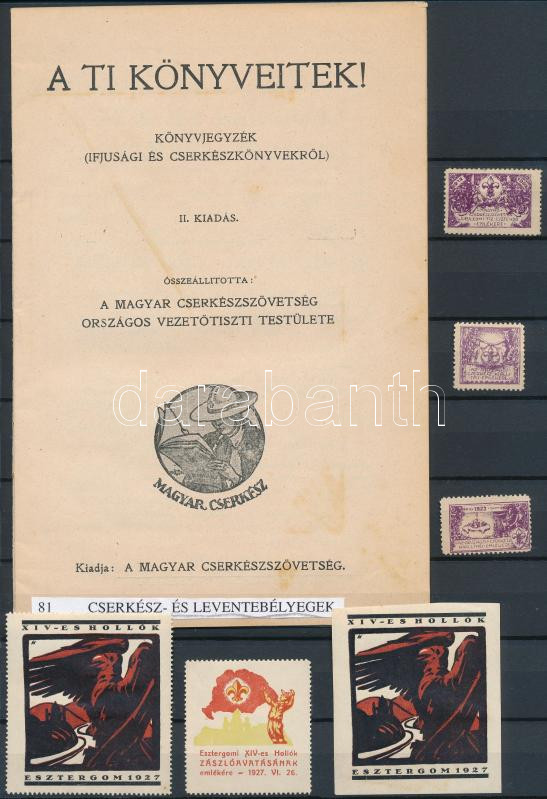 A TI KÖNYVEITEK!
KÖNYVJEGYZÉK
(IFJUSÁGI ÉS CSERKÉSZKÖNYVEKRŐL)
II. KIADÁS.
ÖSSZEÁLLITOTTA:
A MAGYAR CSERKÉSZSZÖVETSÉG
ORSZÁGOS VEZETŐTISZTI TESTÜLETE
darabanth
MAGYAR CSERKÉSZ
Kiadja: A MAGYAR CSERKÉSZSZÖVETSÉG.
81 CSERKÉSZ- ÉS LEVENTEBÉLYEGEK
1923
XIV-ES HOLLÓK
ESZTERGOM 1927
Esztergomi XIV-es Hollók
ZÁSZLÓAVATÁSÁNAK
emlékére – 1927. VI. 26.
XIV-ES HOLLÓK
ESZTERGOM 1927